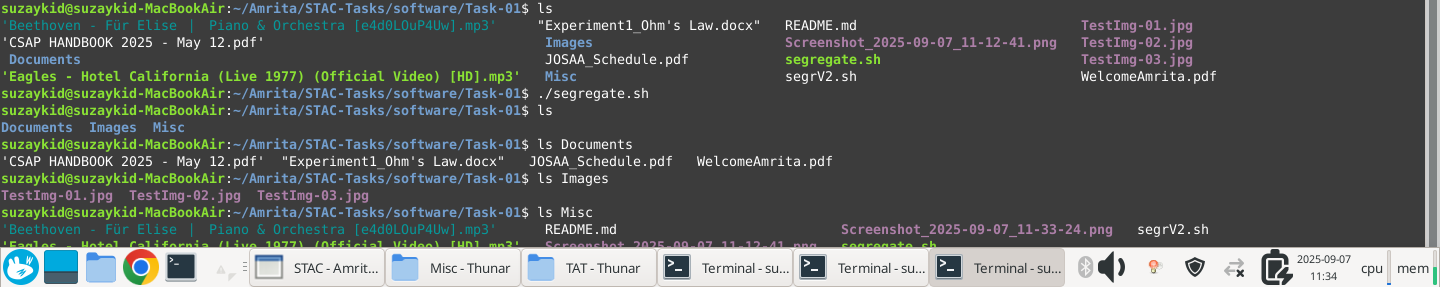 suzaykid@suzaykid-MacBookAir:~/Amrita/STAC-Tasks/software/Task-01$ ls
'Beethoven - Für Elise | Piano & Orchestra [e4d0LOuP4Uw].mp3' "Experiment1_Ohm's Law.docx" README.md TestImg-01.jpg
'CSAP HANDBOOK 2025 - May 12.pdf' Images Screenshot_2025-09-07_11-12-41.png TestImg-02.jpg
Documents JOSAA_Schedule.pdf segregate.sh TestImg-03.jpg
'Eagles - Hotel California (Live 1977) (Official Video) [HD].mp3' Misc segrV2.sh WelcomeAmrita.pdf
suzaykid@suzaykid-MacBookAir:~/Amrita/STAC-Tasks/software/Task-01$ ./segregate.sh
suzaykid@suzaykid-MacBookAir:~/Amrita/STAC-Tasks/software/Task-01$ ls
Documents Images Misc
suzaykid@suzaykid-MacBookAir:~/Amrita/STAC-Tasks/software/Task-01$ ls Documents
'CSAP HANDBOOK 2025 - May 12.pdf' "Experiment1_Ohm's Law.docx" JOSAA_Schedule.pdf WelcomeAmrita.pdf
suzaykid@suzaykid-MacBookAir:~/Amrita/STAC-Tasks/software/Task-01$ ls Images
TestImg-01.jpg TestImg-02.jpg TestImg-03.jpg
suzaykid@suzaykid-MacBookAir:~/Amrita/STAC-Tasks/software/Task-01$ ls Misc
'Beethoven - Für Elise | Piano & Orchestra [e4d0LOuP4Uw].mp3' README.md Screenshot_2025-09-07_11-33-24.png segrV2.sh
'Eagles - Hotel California (Live 1977) (Official Video) [HD].mp3' Screenshot_2025-09-07_11-12-41.png segregate.sh
STAC - Amrit... Misc - Thunar TAT - Thunar Terminal - su... Terminal - su... Terminal - su... 2025-09-07 cpu mem
11:34